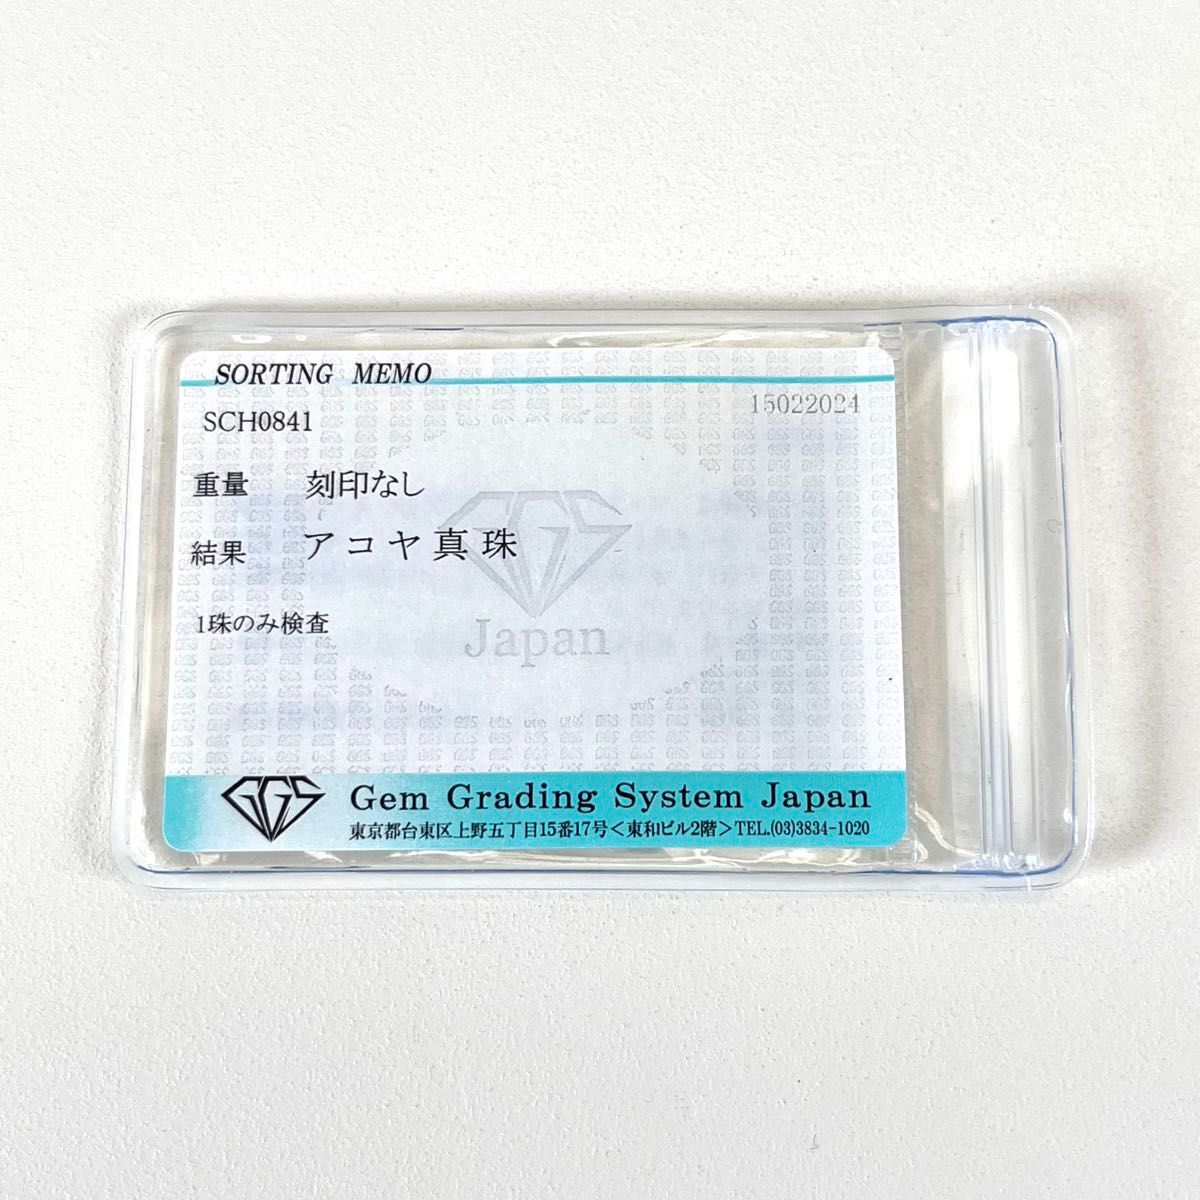 SORTING MEMO
15022024
SCH0841
重量 刻印なし
結果 アコヤ真珠
1珠のみ検査
GGS
Japan
GGS Gem Grading System Japan
東京都台東区上野五丁目15番17号<東和ビル2階>TEL.(03)3834-1020